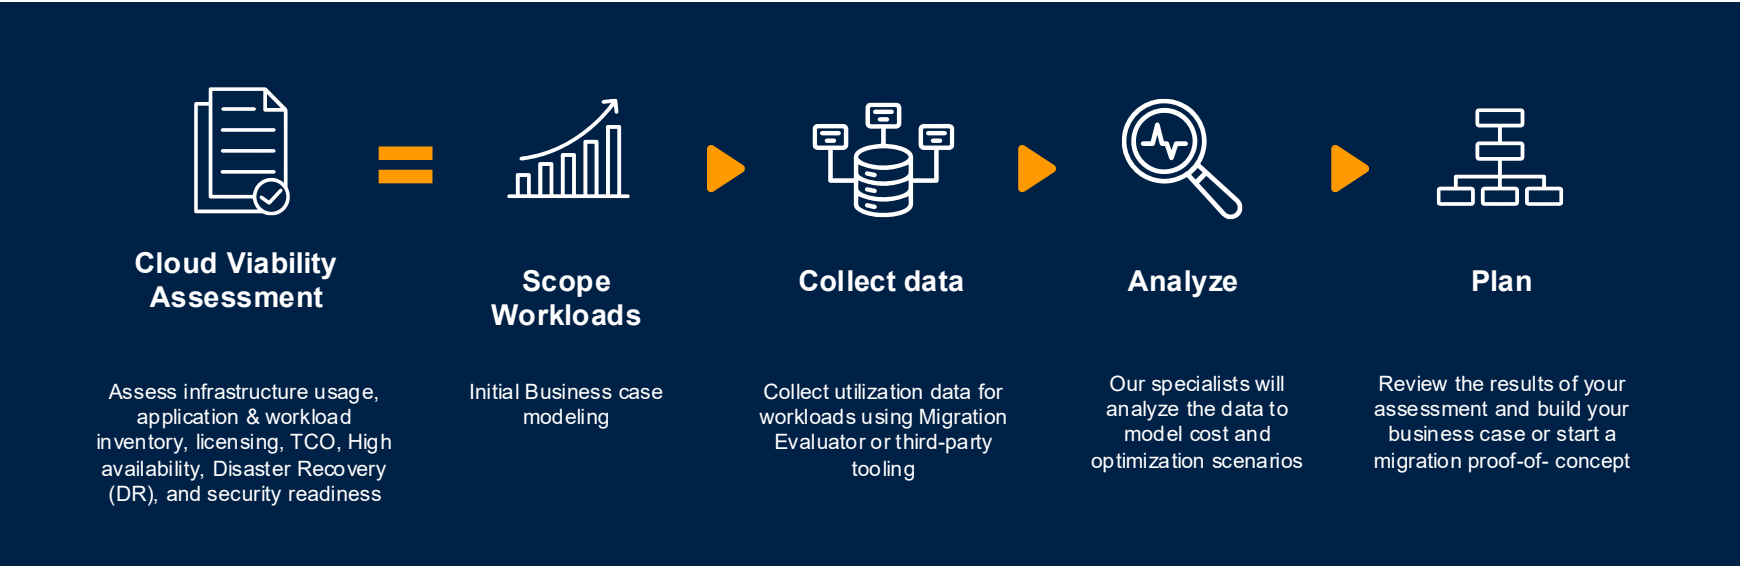 Cloud Viability
Assessment
Assess infrastructure usage,
application & workload
inventory, licensing, TCO, High
availability, Disaster Recovery
(DR), and security readiness
Scope
Workloads
Initial Business case
modeling
Collect data
Collect utilization data for
workloads using Migration
Evaluator or third-party
tooling
Analyze
Our specialists will
analyze the data to
model cost and
optimization scenarios
Plan
Review the results of your
assessment and build your
business case or start a
migration proof-of- concept